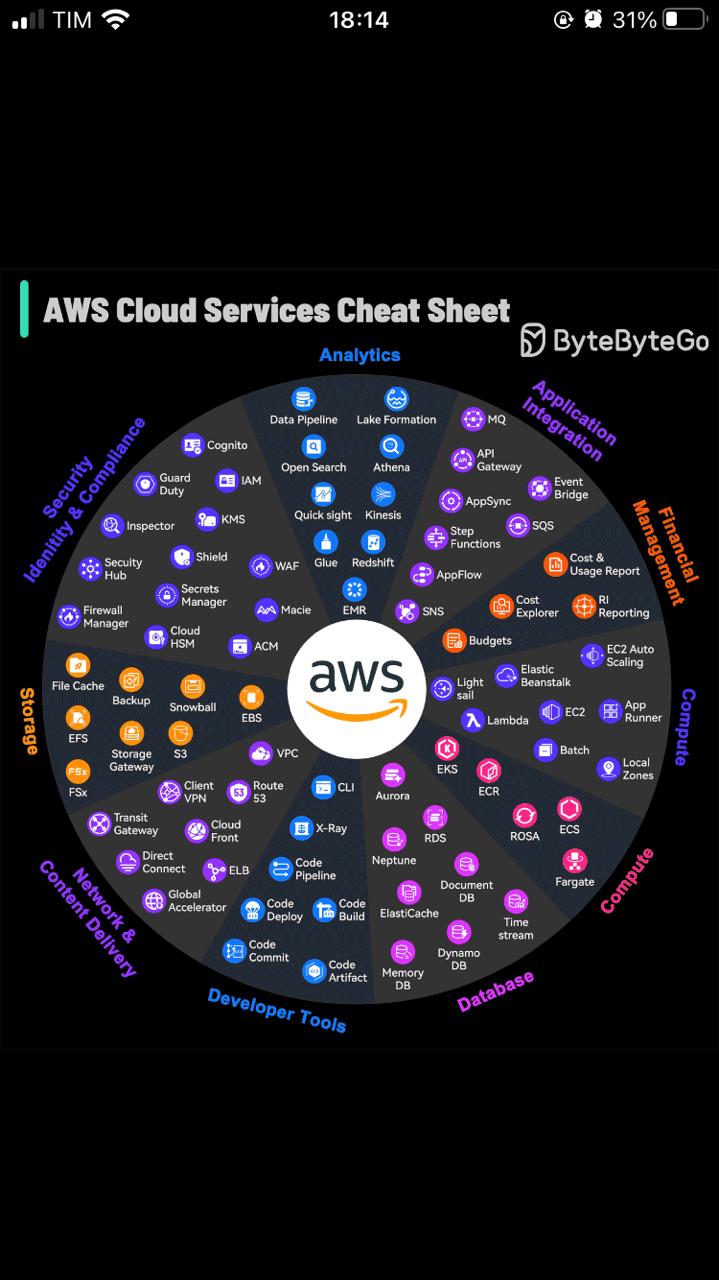 TIM
18:14
31%
AWS Cloud Services Cheat Sheet
ByteByteGo
Analytics
Data Pipeline
Lake Formation
Open Search
Athena
Quick sight
Kinesis
Glue
Redshift
EMR
Application
Integration
MQ
API
Gateway
Event
Bridge
AppSync
SQS
Step
Functions
AppFlow
SNS
Financial
Management
Cost &
Usage Report
Cost
Explorer
RI
Reporting
Budgets
Compute
EC2 Auto
Scaling
Elastic
Beanstalk
Light
sail
Lambda
EC2
App
Runner
Batch
Local
Zones
Compute
EKS
ECR
ROSA
ECS
Fargate
Database
Aurora
RDS
Neptune
Document
DB
ElastiCache
Time
stream
Dynamo
DB
Memory
DB
Developer Tools
CLI
X-Ray
Code
Pipeline
Code
Deploy
Code
Build
Code
Commit
Code
Artifact
Network &
Content Delivery
VPC
Client
VPN
Route
53
53
Transit
Gateway
Cloud
Front
Direct
Connect
ELB
Global
Accelerator
Storage
File Cache
Backup
Snowball
EBS
EFS
Storage
Gateway
S3
FSx
FSx
Security
Idenitity & Compliance
Cognito
Guard
Duty
IAM
Inspector
KMS
Secuity
Hub
Shield
WAF
Secrets
Manager
Macie
Firewall
Manager
Cloud
HSM
ACM
aws